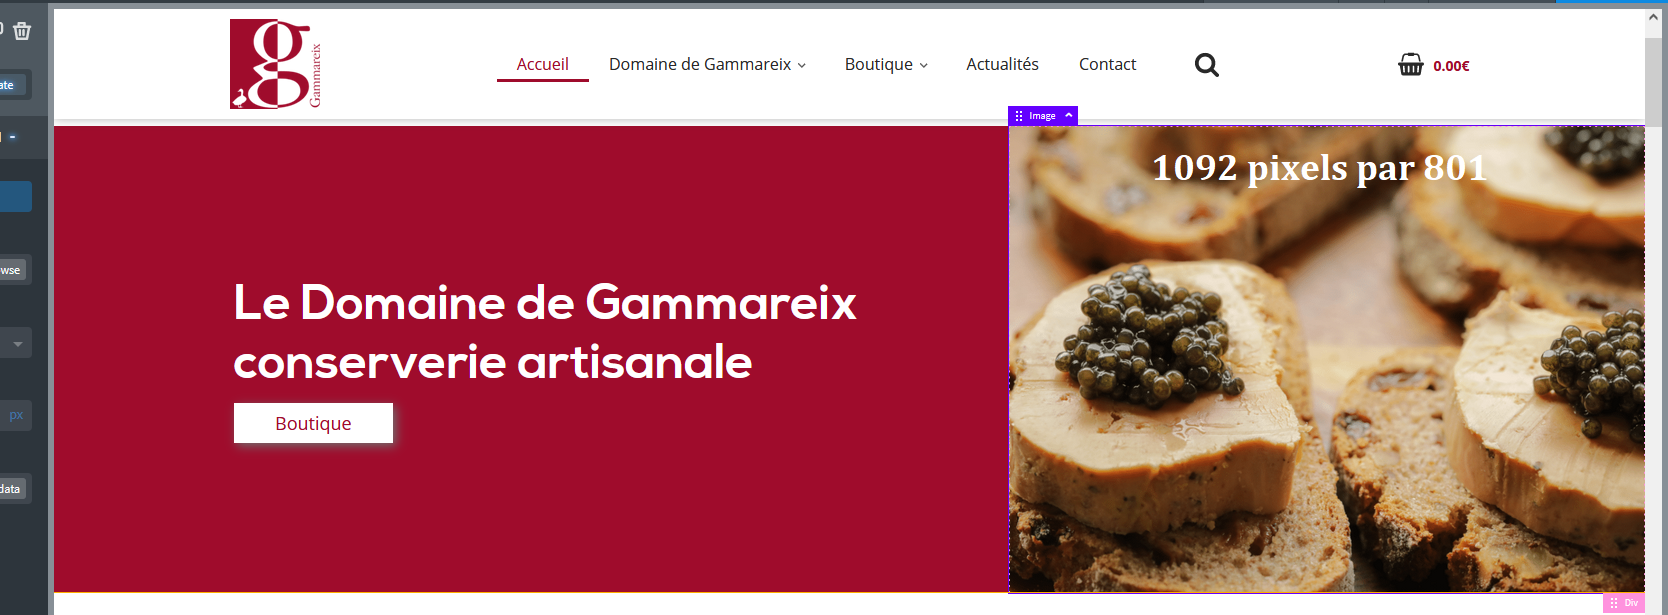 ate
wse
px
data
g
Gammareix
Accueil
Domaine de Gammareix
Boutique
Actualités
Contact
0.00€
Image
1092 pixels par 801
Le Domaine de Gammareix
conserverie artisanale
Boutique
Div